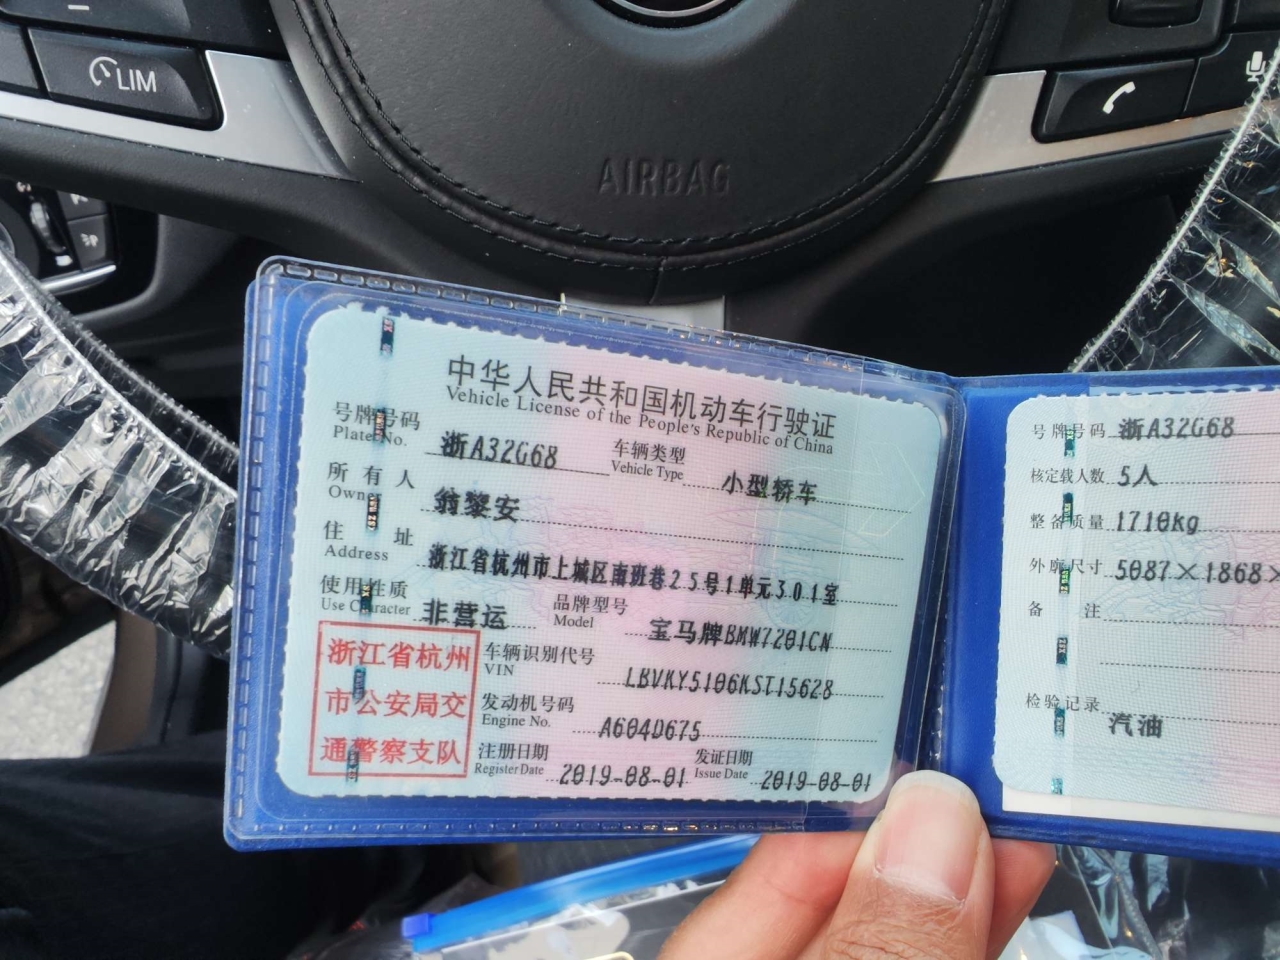 LIM
AIRBAG
中华人民共和国机动车行驶证
Vehicle License of the People's Republic of China
号牌号码 浙A32G68 车辆类型 小型轿车
Plate No. Vehicle Type
所有人 翁黎安
Owner
住址 浙江省杭州市上城区南班巷25号1单元301室
Address
使用性质 非营运 品牌型号 宝马牌BMW7201CN
Use Character Model
浙江省杭州
市公安局交
通警察支队
车辆识别代号 LBVKY5106KST15628
VIN
发动机号码 A604D675
Engine No.
注册日期 2019-08-01 发证日期 2019-08-01
Register Date Issue Date
号牌号码 浙A32G68
核定载人数 5人
整备质量 1710kg
外廓尺寸 5087×1868×
备注
检验记录
汽油